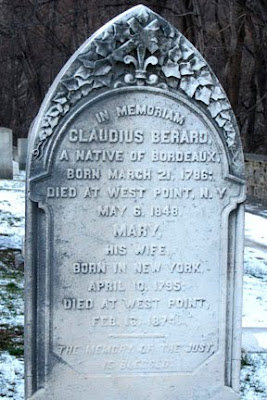 IN MEMORIAM
CLAUDIUS BERARD,
A NATIVE OF BORDEAUX,
BORN MARCH 21, 1786;
DIED AT WEST POINT, N.Y.
MAY 6, 1848.
MARY,
HIS WIFE,
BORN IN NEW YORK,
APRIL 10, 1795;
DIED AT WEST POINT,
FEB. 13,
THE MEMORY OF THE JUST,
IS BLESSED